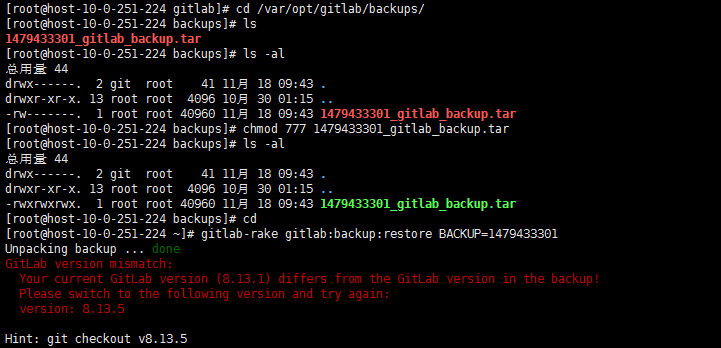 [root@host-10-0-251-224 gitlab]# cd /var/opt/gitlab/backups/
[root@host-10-0-251-224 backups]# ls
1479433301_gitlab_backup.tar
[root@host-10-0-251-224 backups]# ls -al
总用量 44
drwx------.  2 git  root    41 11月 18 09:43 .
drwxr-xr-x. 13 root root  4096 10月 30 01:15 ..
-rw-------.  1 root root 40960 11月 18 09:43 1479433301_gitlab_backup.tar
[root@host-10-0-251-224 backups]# chmod 777 1479433301_gitlab_backup.tar
[root@host-10-0-251-224 backups]# ls -al
总用量 44
drwx------.  2 git  root    41 11月 18 09:43 .
drwxr-xr-x. 13 root root  4096 10月 30 01:15 ..
-rwxrwxrwx.  1 root root 40960 11月 18 09:43 1479433301_gitlab_backup.tar
[root@host-10-0-251-224 backups]# cd
[root@host-10-0-251-224 ~]# gitlab-rake gitlab:backup:restore BACKUP=1479433301
Unpacking backup ... done
GitLab version mismatch:
  Your current GitLab version (8.13.1) differs from the GitLab version in the backup!
  Please switch to the following version and try again:
  version: 8.13.5

Hint: git checkout v8.13.5